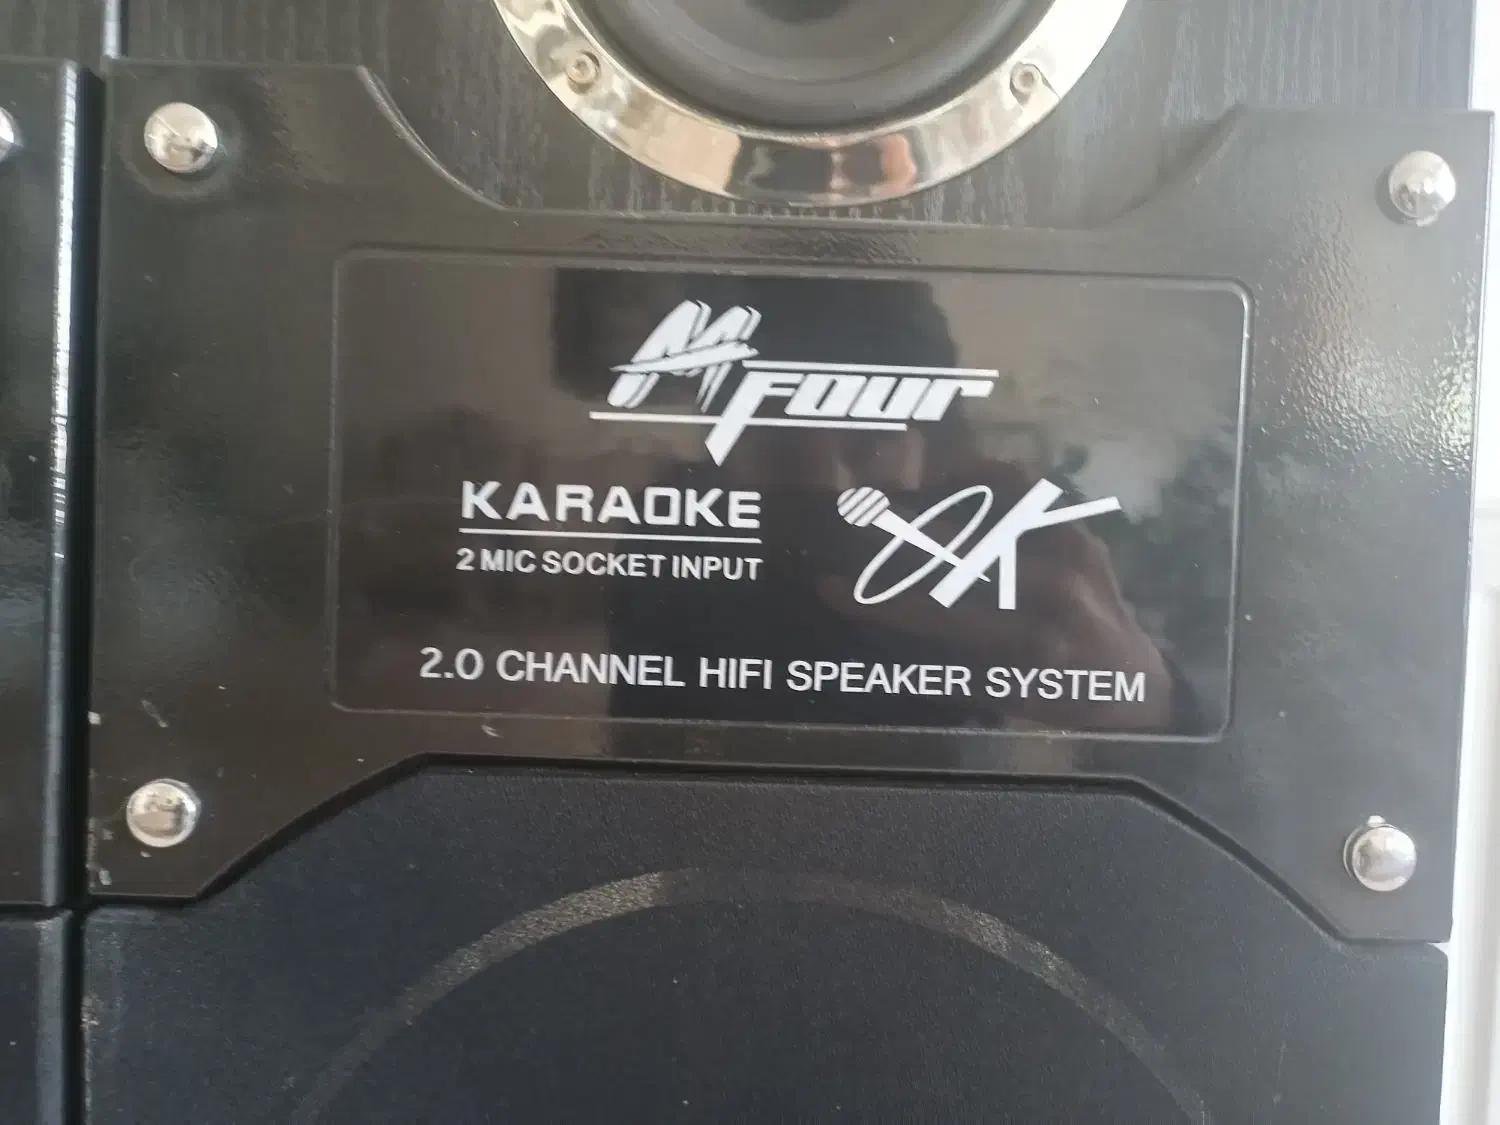 M FOUR
KARAOKE
2 MIC SOCKET INPUT
OK
2.0 CHANNEL HIFI SPEAKER SYSTEM